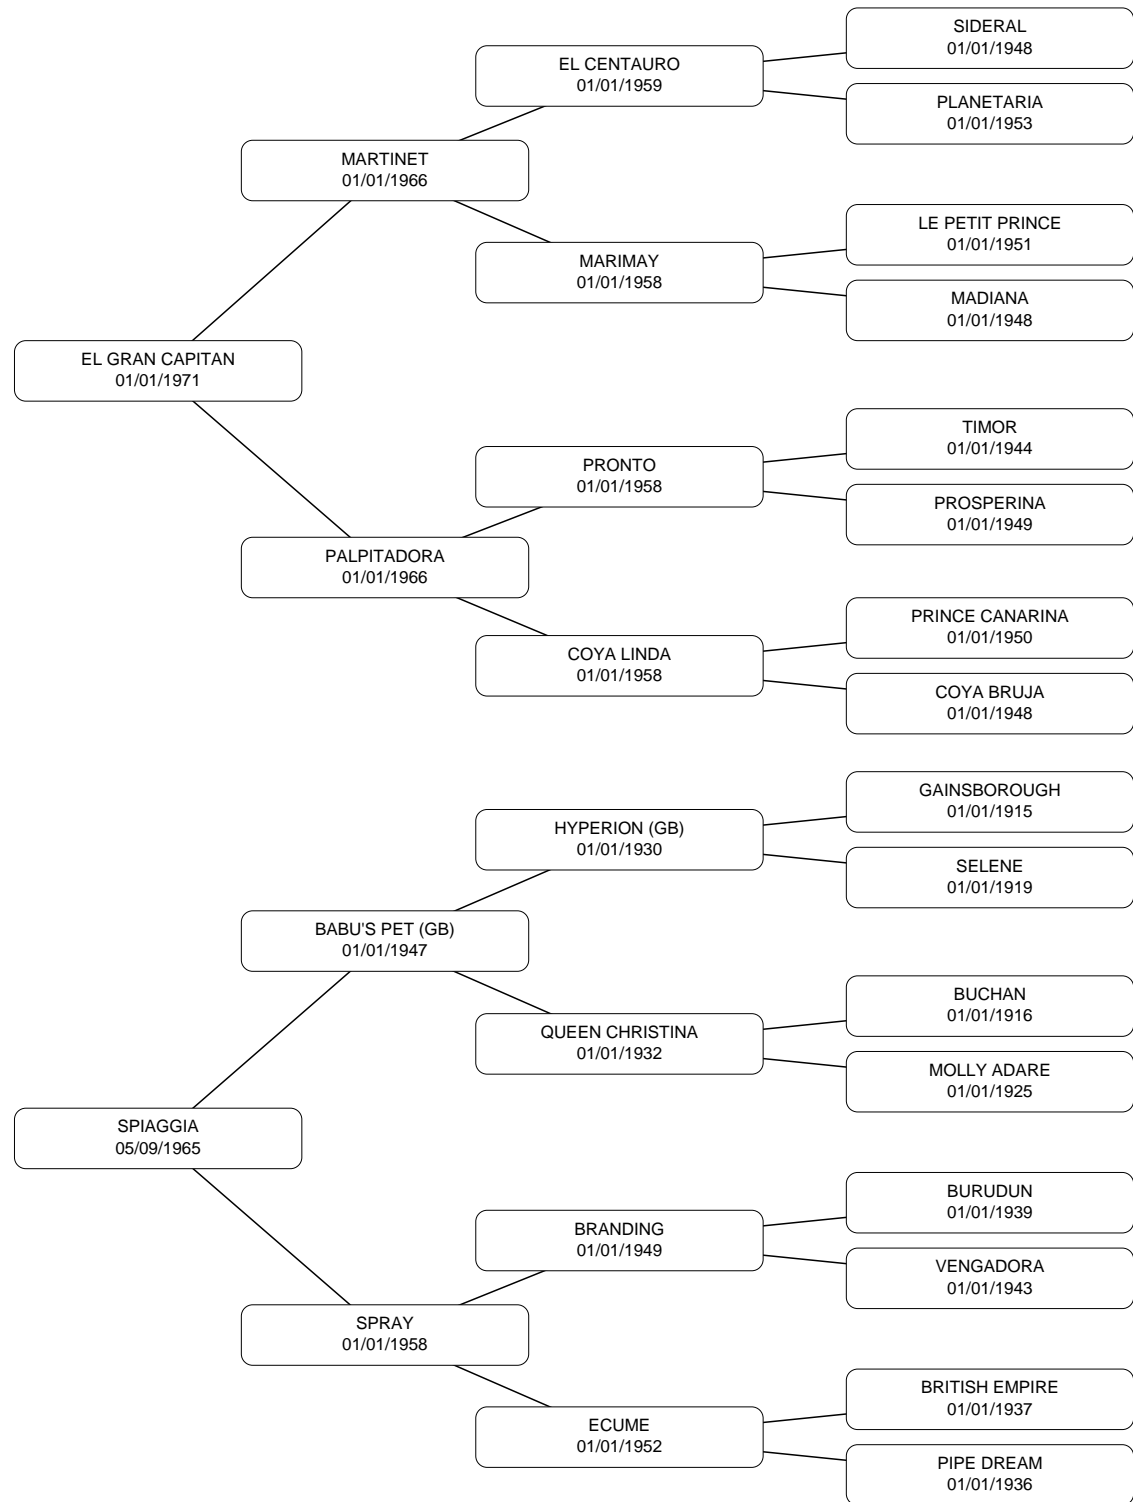 SIDERAL
01/01/1948
EL CENTAURO
01/01/1959
PLANETARIA
01/01/1953
MARTINET
01/01/1966
LE PETIT PRINCE
01/01/1951
MARIMAY
01/01/1958
MADIANA
01/01/1948
EL GRAN CAPITAN
01/01/1971
TIMOR
01/01/1944
PRONTO
01/01/1958
PROSPERINA
01/01/1949
PALPITADORA
01/01/1966
PRINCE CANARINA
01/01/1950
COYA LINDA
01/01/1958
COYA BRUJA
01/01/1948
GAINSBOROUGH
01/01/1915
HYPERION (GB)
01/01/1930
SELENE
01/01/1919
BABU'S PET (GB)
01/01/1947
BUCHAN
01/01/1916
QUEEN CHRISTINA
01/01/1932
MOLLY ADARE
01/01/1925
SPIAGGIA
05/09/1965
BURUDUN
01/01/1939
BRANDING
01/01/1949
VENGADORA
01/01/1943
SPRAY
01/01/1958
BRITISH EMPIRE
01/01/1937
ECUME
01/01/1952
PIPE DREAM
01/01/1936